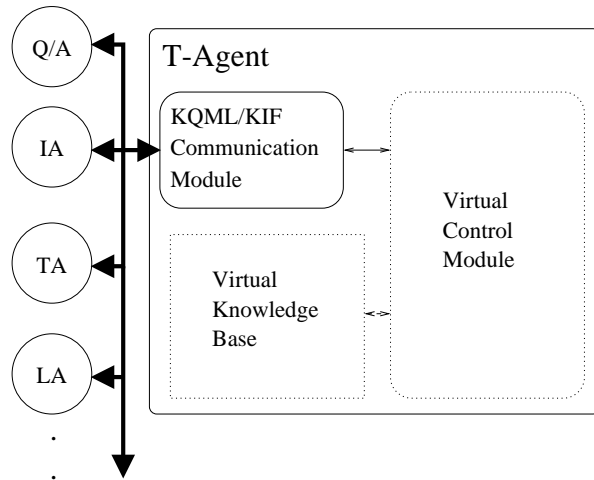 Q/A
IA
TA
LA
.
.
T-Agent
KQML/KIF
Communication
Module
Virtual
Control
Module
Virtual
Knowledge
Base